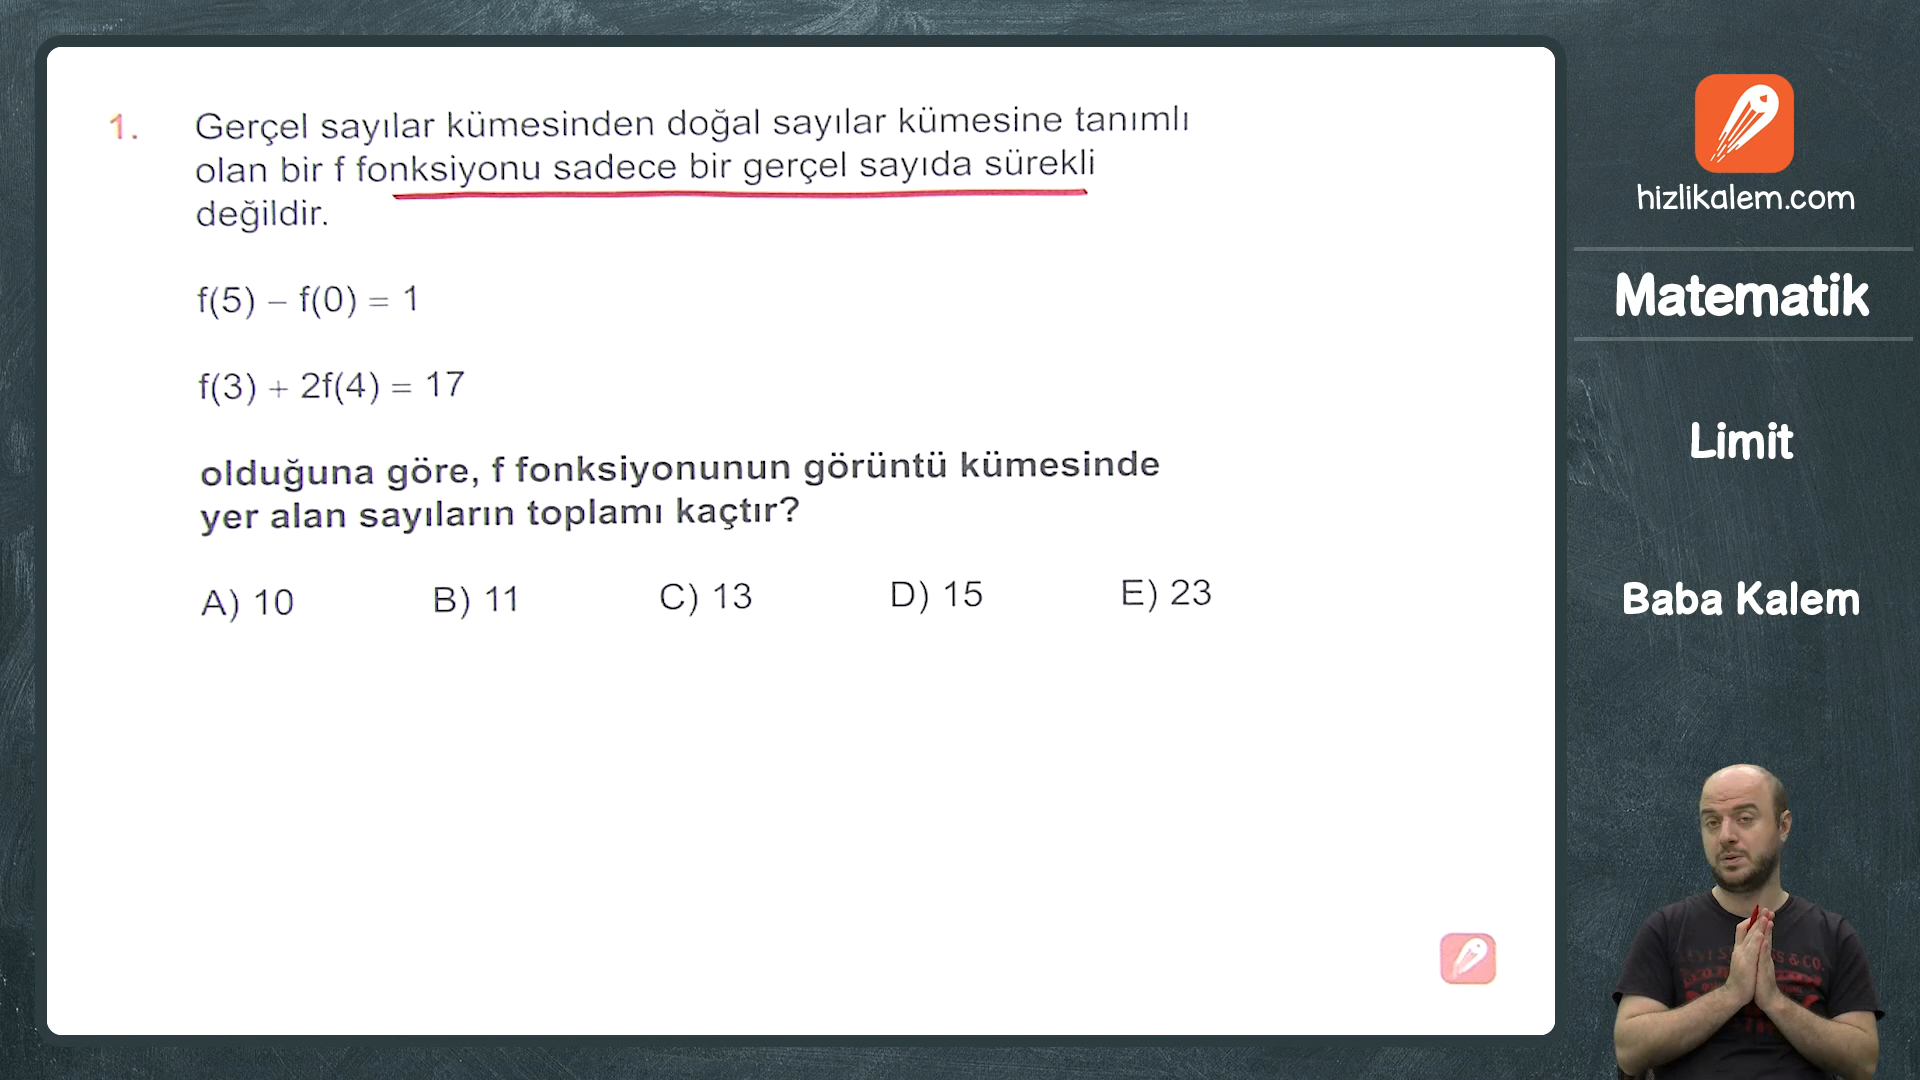 1. Gerçel sayılar kümesinden doğal sayılar kümesine tanımlı
olan bir f fonksiyonu sadece bir gerçel sayıda sürekli
değildir.
f(5) – f(0) = 1
f(3) + 2f(4) = 17
olduğuna göre, f fonksiyonunun görüntü kümesinde
yer alan sayıların toplamı kaçtır?
A) 10 B) 11 C) 13 D) 15 E) 23
hizlikalem.com
Matematik
Limit
Baba Kalem